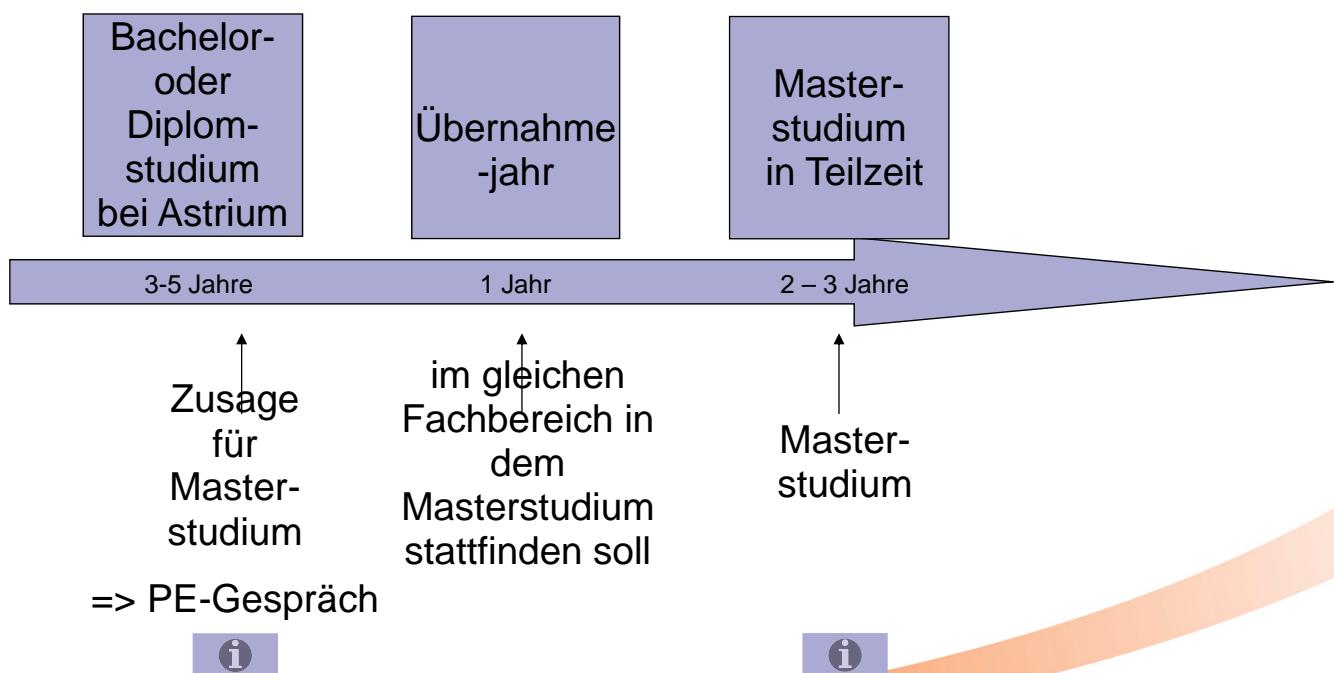 Bachelor-
oder
Diplom-
studium
bei Astrium
Übernahme
-jahr
Master-
studium
in Teilzeit
3-5 Jahre
1 Jahr
2 – 3 Jahre
Zusage
für
Master-
studium
=> PE-Gespräch
im gleichen
Fachbereich in
dem
Masterstudium
stattfinden soll
Master-
studium
i
i